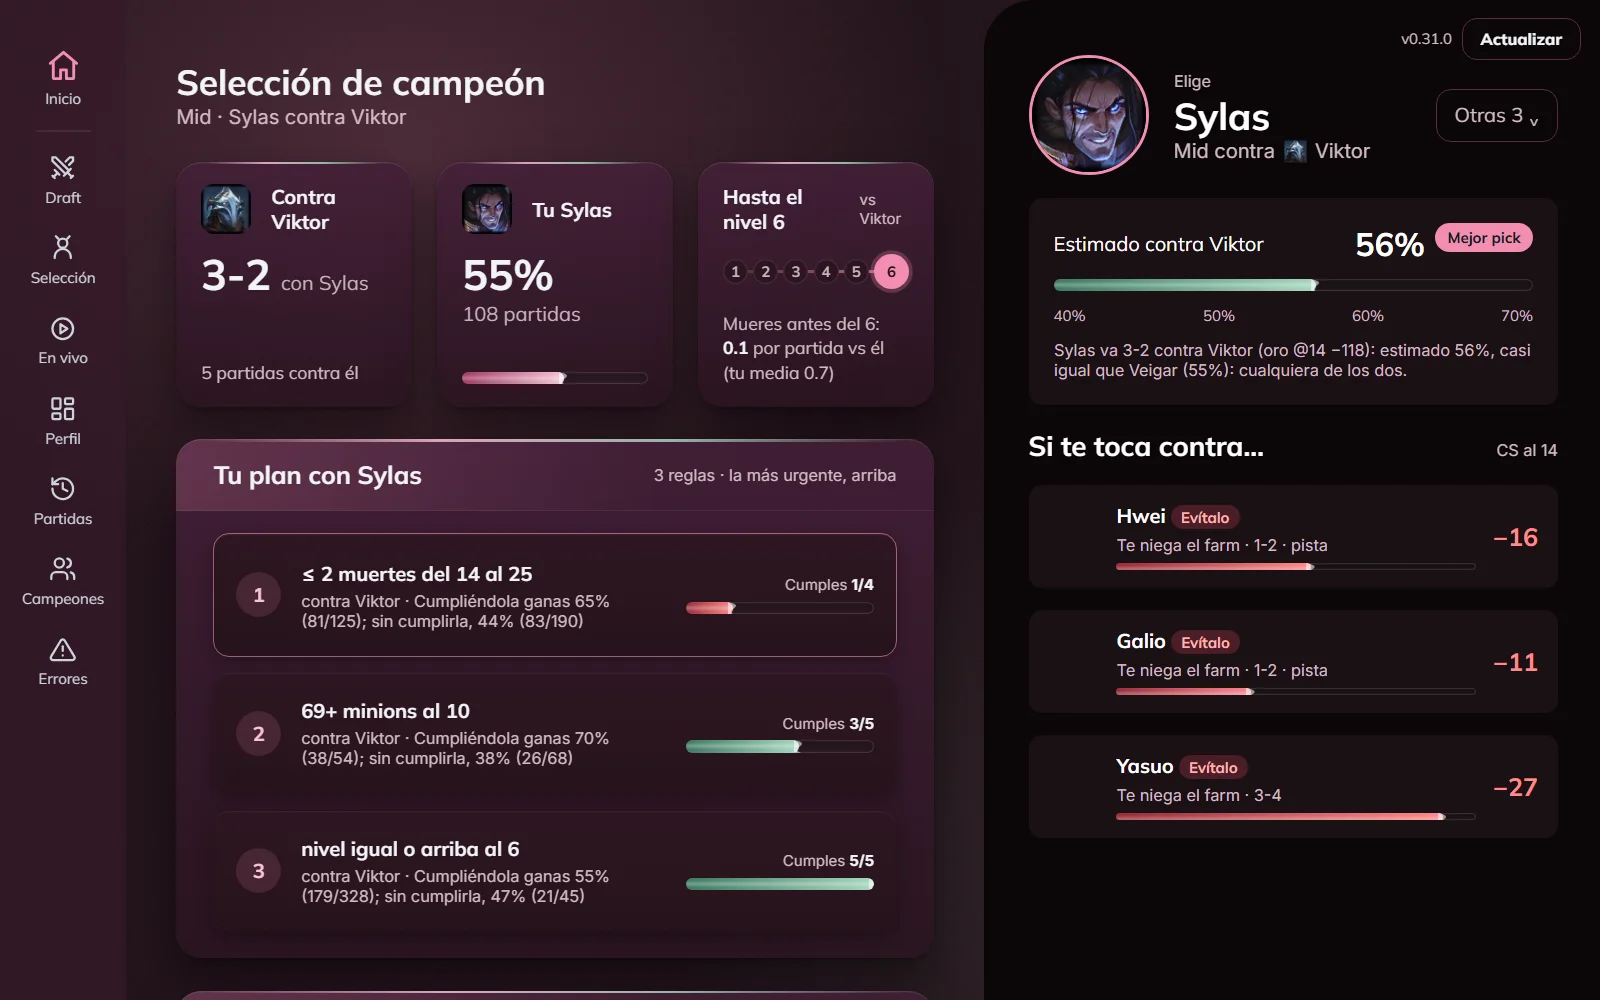 Inicio
Draft
Selección
En vivo
Perfil
Partidas
Campeones
Errores
Selección de campeón
Mid · Sylas contra Viktor
Contra
Viktor
3-2 con Sylas
5 partidas contra él
Tu Sylas
55%
108 partidas
Hasta el
nivel 6
vs
Viktor
1 2 3 4 5 6
Mueres antes del 6:
0.1 por partida vs él
(tu media 0.7)
Tu plan con Sylas
3 reglas · la más urgente, arriba
1
≤ 2 muertes del 14 al 25
contra Viktor · Cumpliéndola ganas 65%
(81/125); sin cumplirla, 44% (83/190)
Cumples 1/4
2
69+ minions al 10
contra Viktor · Cumpliéndola ganas 70%
(38/54); sin cumplirla, 38% (26/68)
Cumples 3/5
3
nivel igual o arriba al 6
contra Viktor · Cumpliéndola ganas 55%
(179/328); sin cumplirla, 47% (21/45)
Cumples 5/5
v0.31.0
Actualizar
Elige
Sylas
Mid contra Viktor
Otras 3
Estimado contra Viktor
56%
Mejor pick
40% 50% 60% 70%
Sylas va 3-2 contra Viktor (oro @14 −118): estimado 56%, casi
igual que Veigar (55%): cualquiera de los dos.
Si te toca contra...
CS al 14
Hwei Evítalo
Te niega el farm · 1-2 · pista
−16
Galio Evítalo
Te niega el farm · 1-2 · pista
−11
Yasuo Evítalo
Te niega el farm · 3-4
−27